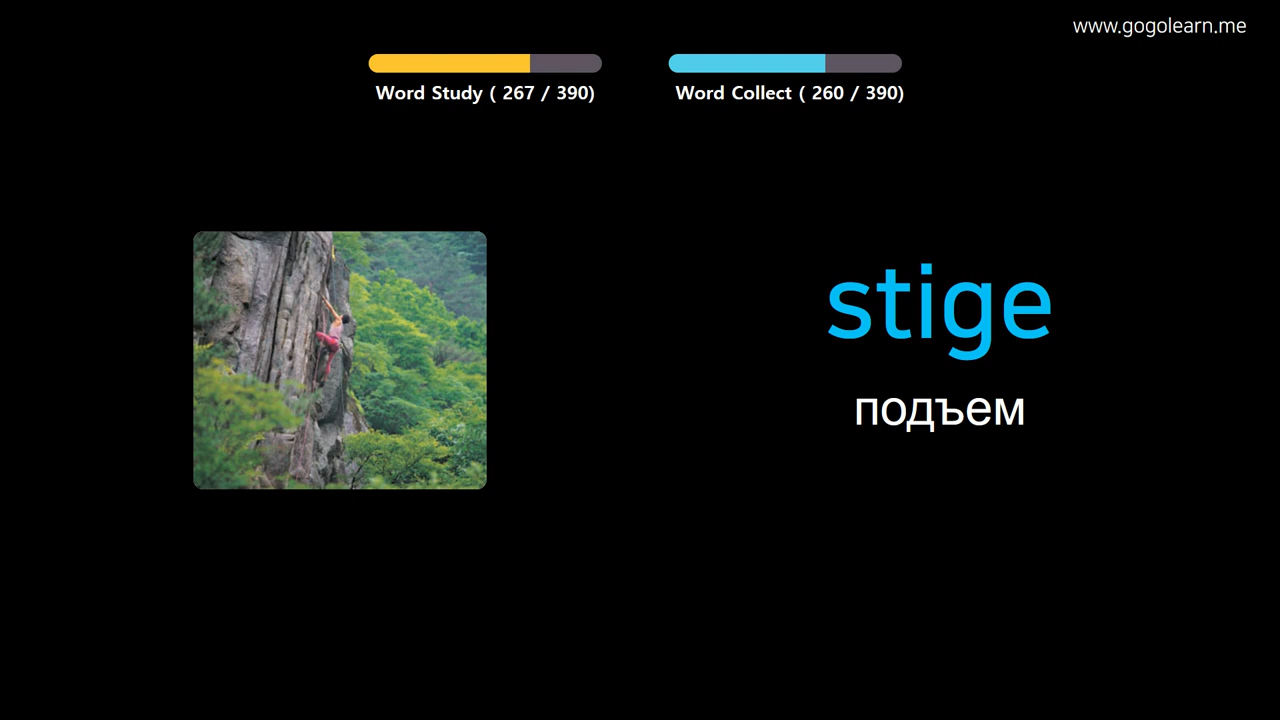 www.gogolearn.me
Word Study ( 267 / 390)
Word Collect ( 260 / 390)
stige
подъем